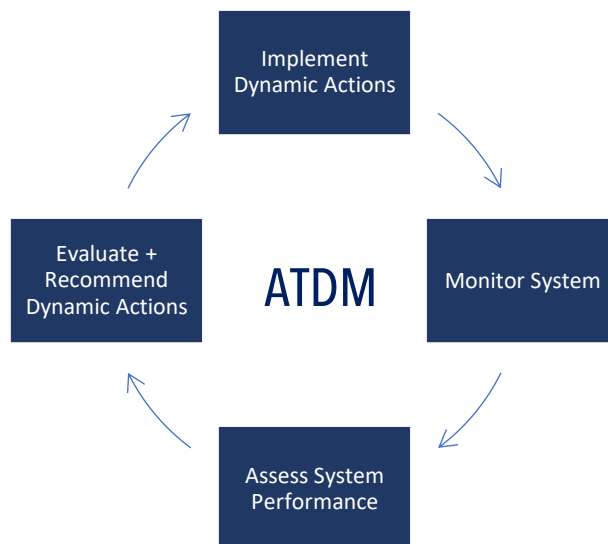 Implement
Dynamic Actions
Evaluate +
Recommend
Dynamic Actions
ATDM
Monitor System
Assess System
Performance